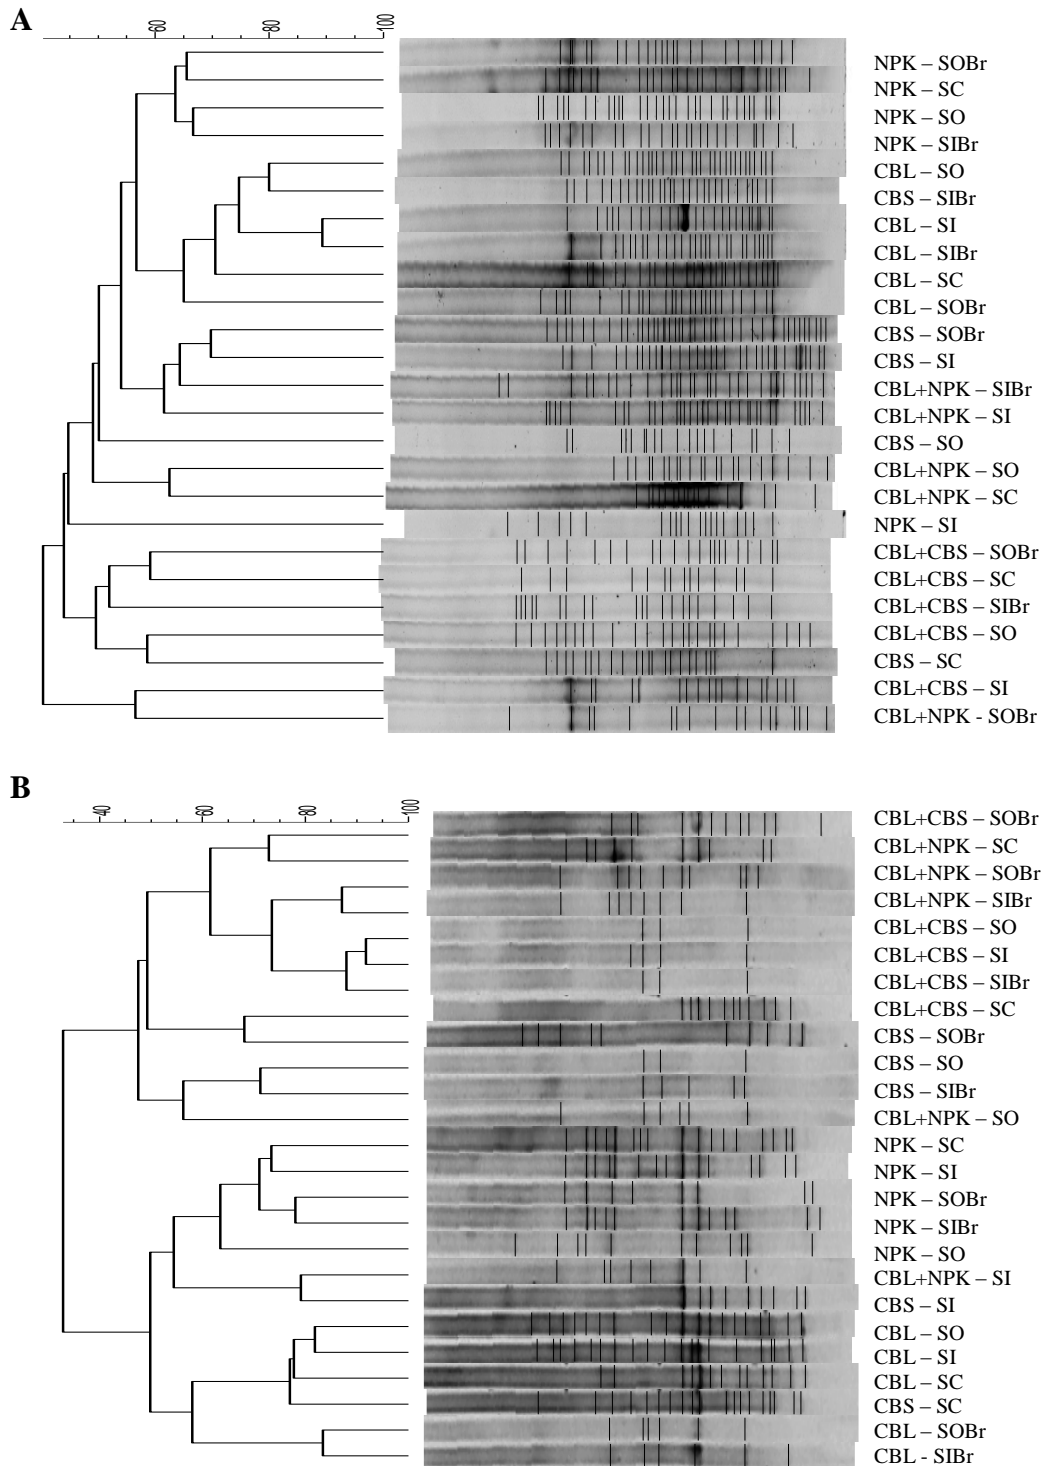 A
60 80 100
NPK – SOBr
NPK – SC
NPK – SO
NPK – SIBr
CBL – SO
CBS – SIBr
CBL – SI
CBL – SIBr
CBL – SC
CBL – SOBr
CBS – SOBr
CBS – SI
CBL+NPK – SIBr
CBL+NPK – SI
CBS – SO
CBL+NPK – SO
CBL+NPK – SC
NPK – SI
CBL+CBS – SOBr
CBL+CBS – SC
CBL+CBS – SIBr
CBL+CBS – SO
CBS – SC
CBL+CBS – SI
CBL+NPK - SOBr
B
40 60 80 100
CBL+CBS – SOBr
CBL+NPK – SC
CBL+NPK – SOBr
CBL+NPK – SIBr
CBL+CBS – SO
CBL+CBS – SI
CBL+CBS – SIBr
CBL+CBS – SC
CBS – SOBr
CBS – SO
CBS – SIBr
CBL+NPK – SO
NPK – SC
NPK – SI
NPK – SOBr
NPK – SIBr
NPK – SO
CBL+NPK – SI
CBS – SI
CBL – SO
CBL – SI
CBL – SC
CBS – SC
CBL – SOBr
CBL - SIBr